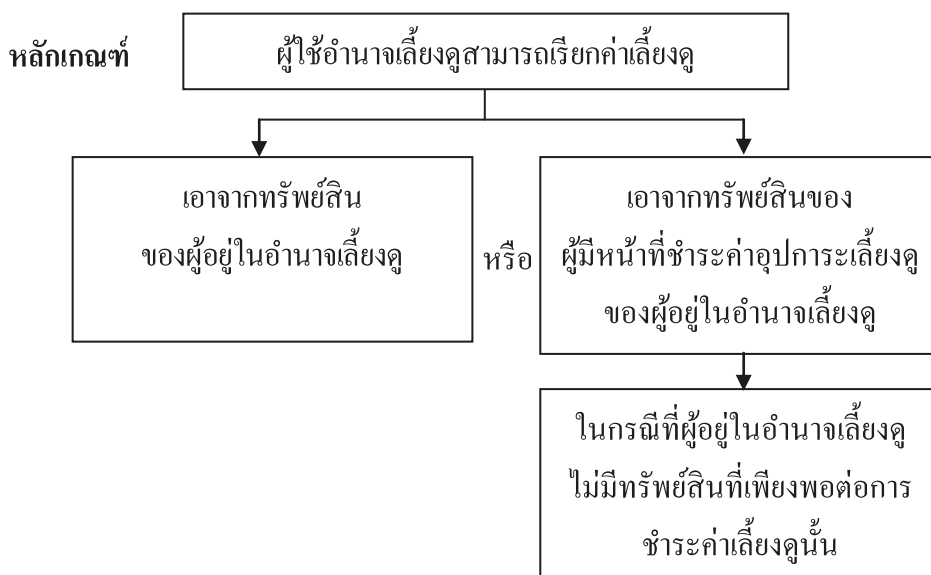 หลักเกณฑ์
ผู้ใช้อำนาจเลี้ยงดูสามารถเรียกค่าเลี้ยงดู
เอาจากทรัพย์สิน
ของผู้อยู่ในอำนาจเลี้ยงดู
หรือ
เอาจากทรัพย์สินของ
ผู้มีหน้าที่ชำระค่าอุปการะเลี้ยงดู
ของผู้อยู่ในอำนาจเลี้ยงดู
ในกรณีที่ผู้อยู่ในอำนาจเลี้ยงดู
ไม่มีทรัพย์สินที่เพียงพอต่อการ
ชำระค่าเลี้ยงดูนั้น